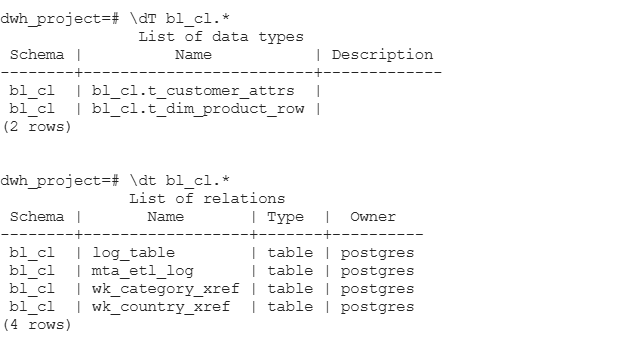 dwh_project=# \dT bl_cl.*
               List of data types
 Schema |          Name           | Description
--------+-------------------------+-------------
 bl_cl  | bl_cl.t_customer_attrs  |
 bl_cl  | bl_cl.t_dim_product_row |
(2 rows)
dwh_project=# \dt bl_cl.*
              List of relations
 Schema |       Name       | Type  |  Owner
--------+------------------+-------+----------
 bl_cl  | log_table        | table | postgres
 bl_cl  | mta_etl_log      | table | postgres
 bl_cl  | wk_category_xref | table | postgres
 bl_cl  | wk_country_xref  | table | postgres
(4 rows)